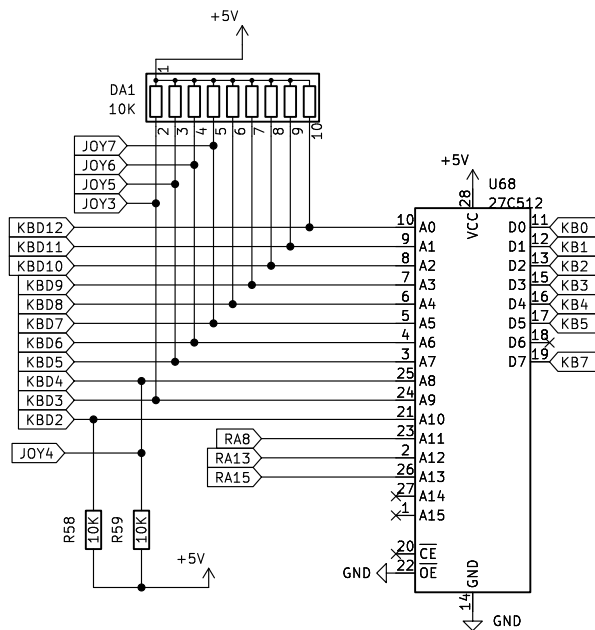 +5V
DA1
10K
1
2 3 4 5 6 7 8 9 10
JOY7
JOY6
JOY5
JOY3
+5V
U68
27C512
28
VCC
KBD12 10 A0 D0 11 KB0
KBD11 9 A1 D1 12 KB1
KBD10 8 A2 D2 13 KB2
KBD9 7 A3 D3 15 KB3
KBD8 6 A4 D4 16 KB4
KBD7 5 A5 D5 17 KB5
KBD6 4 A6 D6 18
KBD5 3 A7 D7 19 KB7
KBD4 25 A8
KBD3 24 A9
KBD2 21 A10
RA8 23 A11
JOY4 RA13 2 A12
RA15 26 A13
27 A14
1 A15
R58 10K R59 10K
20 CE
GND 22 OE
+5V
GND
14
GND